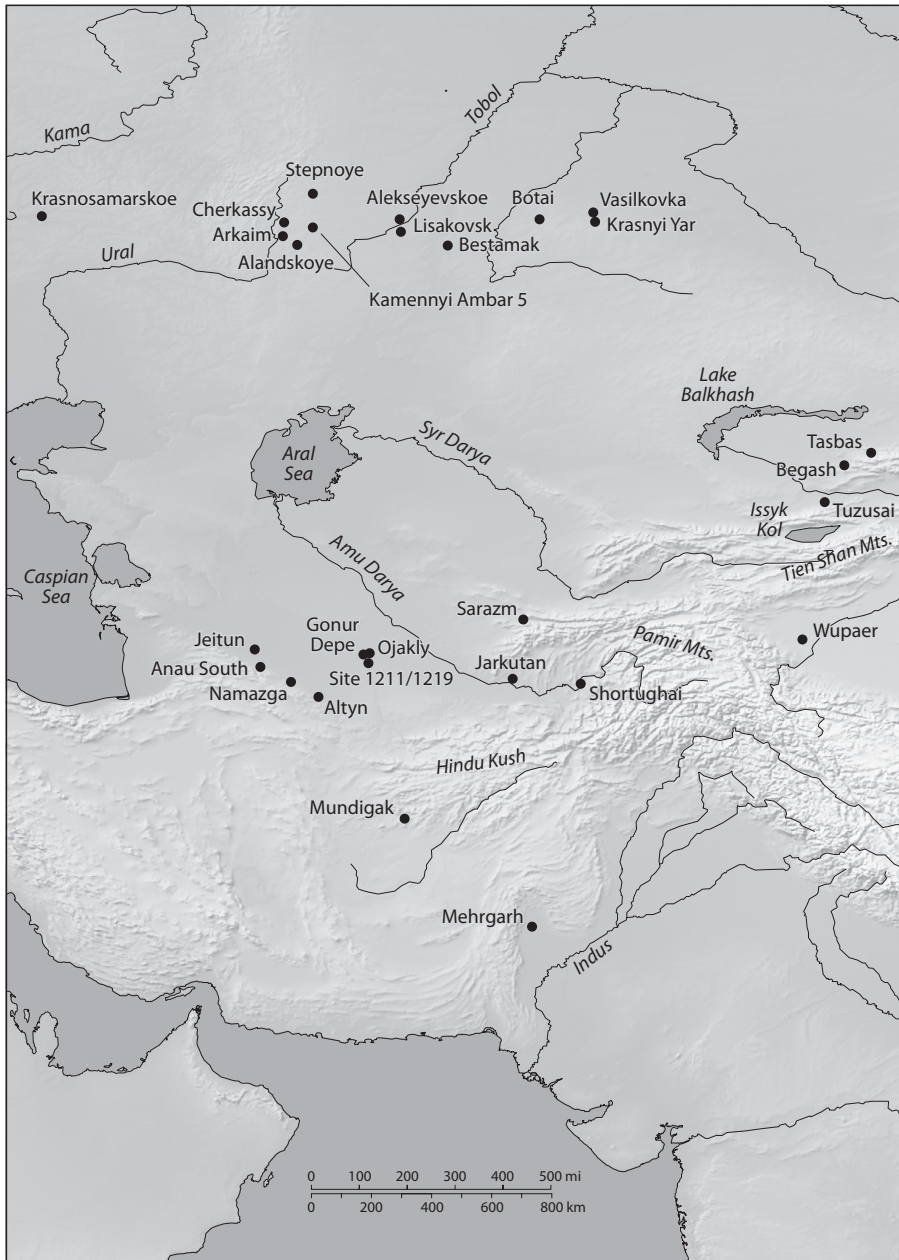 Tobol
Kama
Stepnoye
Krasnosamarskoe
Alekseyevskoe
Botai
Vasilkovka
Cherkassy
Lisakovsk
Krasnyi Yar
Arkaim
Bestamak
Ural
Alandskoye
Kamennyi Ambar 5
Lake
Balkhash
Syr Darya
Aral
Sea
Tasbas
Begash
Issyk
Kol
Tuzusai
Amu Darya
Tien Shan Mts.
Caspian
Sea
Sarazm
Pamir Mts.
Wupaer
Gonur
Depe
Ojakly
Jeitun
Anau South
Site 1211/1219
Jarkutan
Namazga
Altyn
Shortughai
Hindu Kush
Mundigak
Mehrgarh
Indus
0 100 200 300 400 500 mi
0 200 400 600 800 km